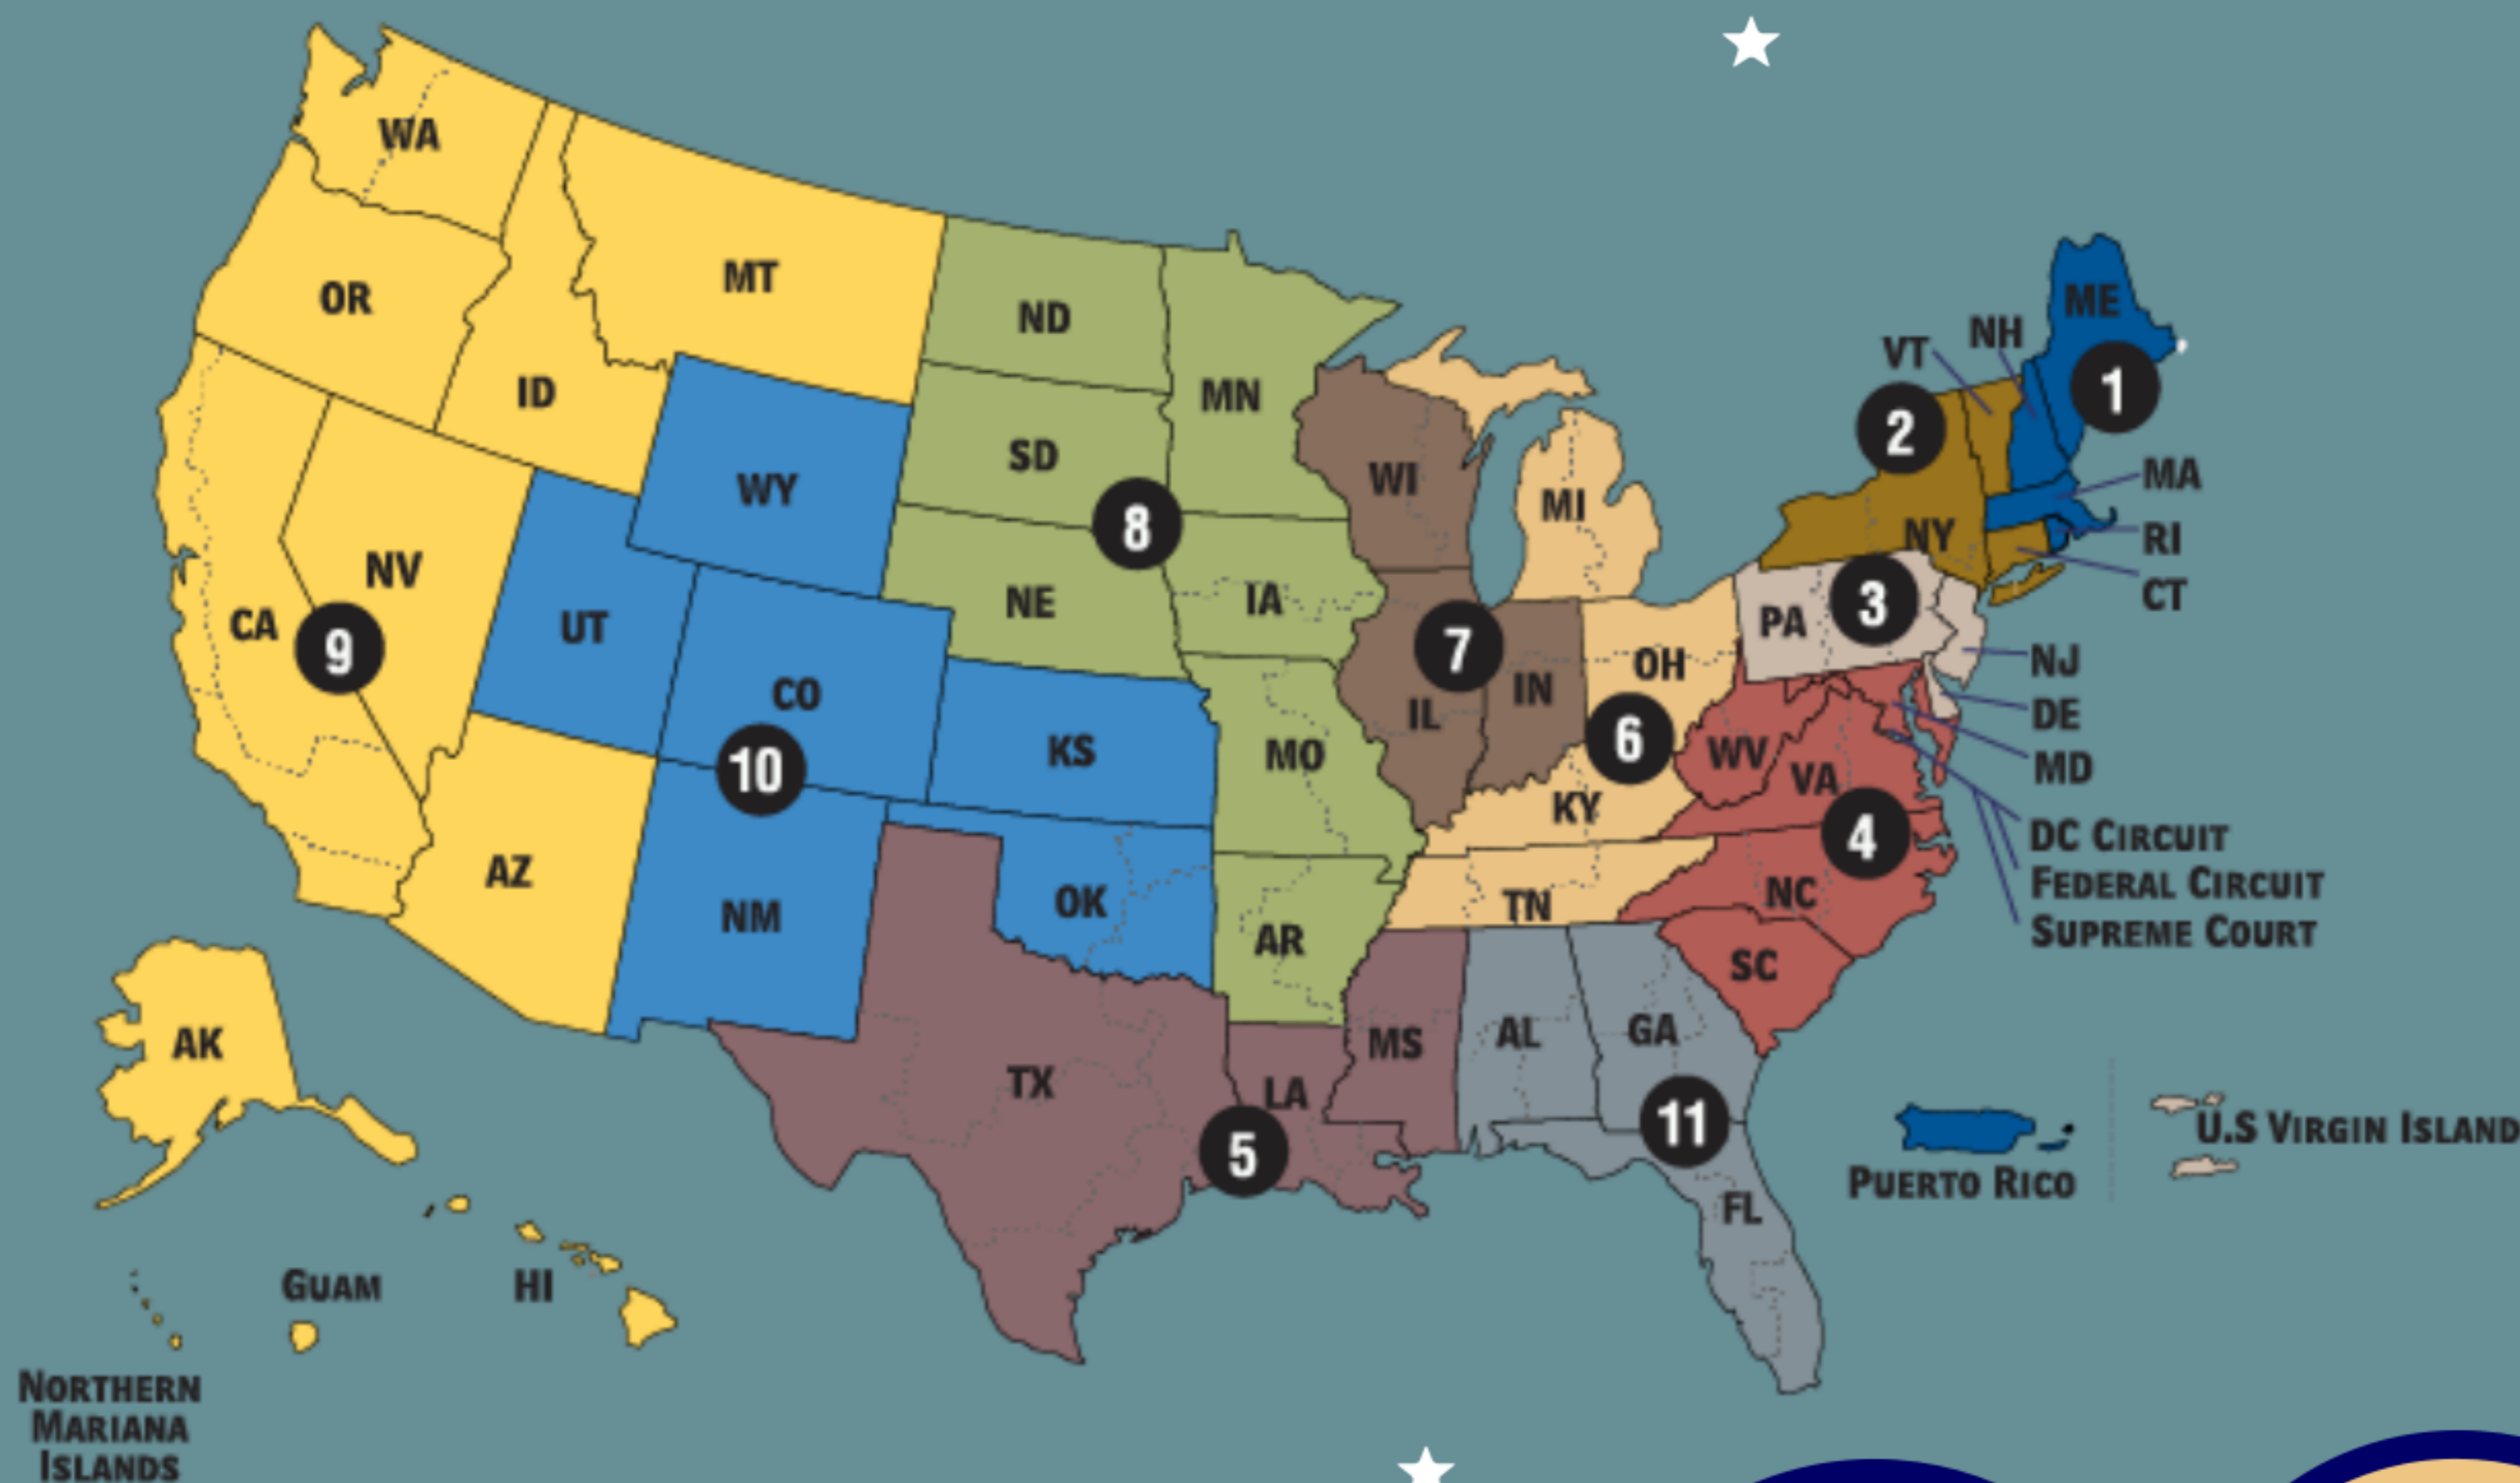 WA
OR
MT
ID
ND
MN
SD
WY
8
NE
IA
NV
CA
9
UT
CO
10
KS
MO
AZ
NM
OK
AR
TX
LA
5
MS
WI
MI
7
IL
IN
OH
6
KY
TN
AL
GA
11
FL
ME
1
NH
VT
2
NY
MA
RI
CT
PA
3
NJ
DE
MD
WV
VA
4
NC
SC
DC CIRCUIT
FEDERAL CIRCUIT
SUPREME COURT
AK
HI
GUAM
NORTHERN
MARIANA
ISLANDS
PUERTO RICO
U.S VIRGIN ISLAND